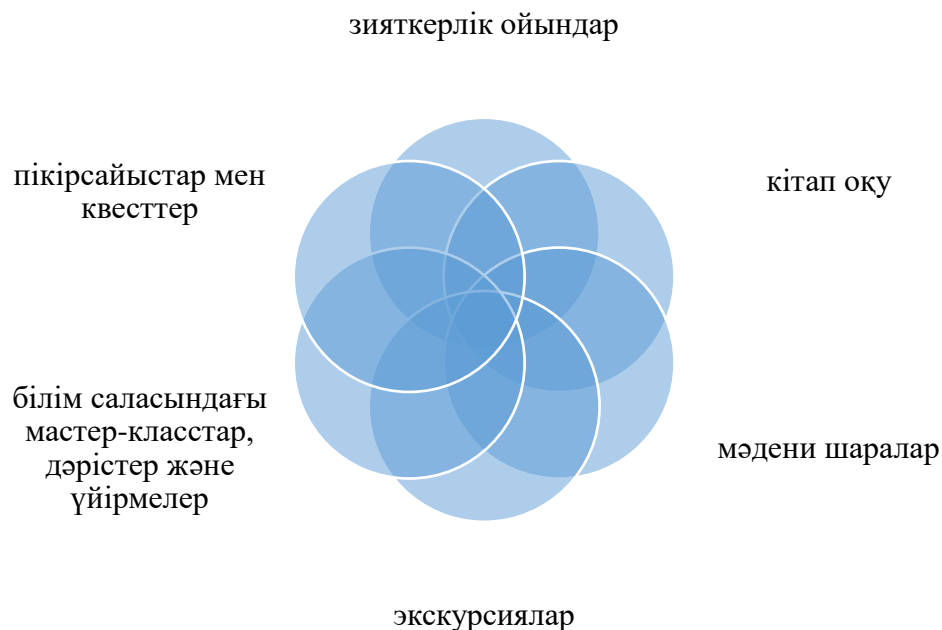 зияткерлік ойындар
пікірсайыстар мен
квесттер
кітап оқу
білім саласындағы
мастер-класстар,
дәрістер және
үйірмелер
мәдени шаралар
экскурсиялар